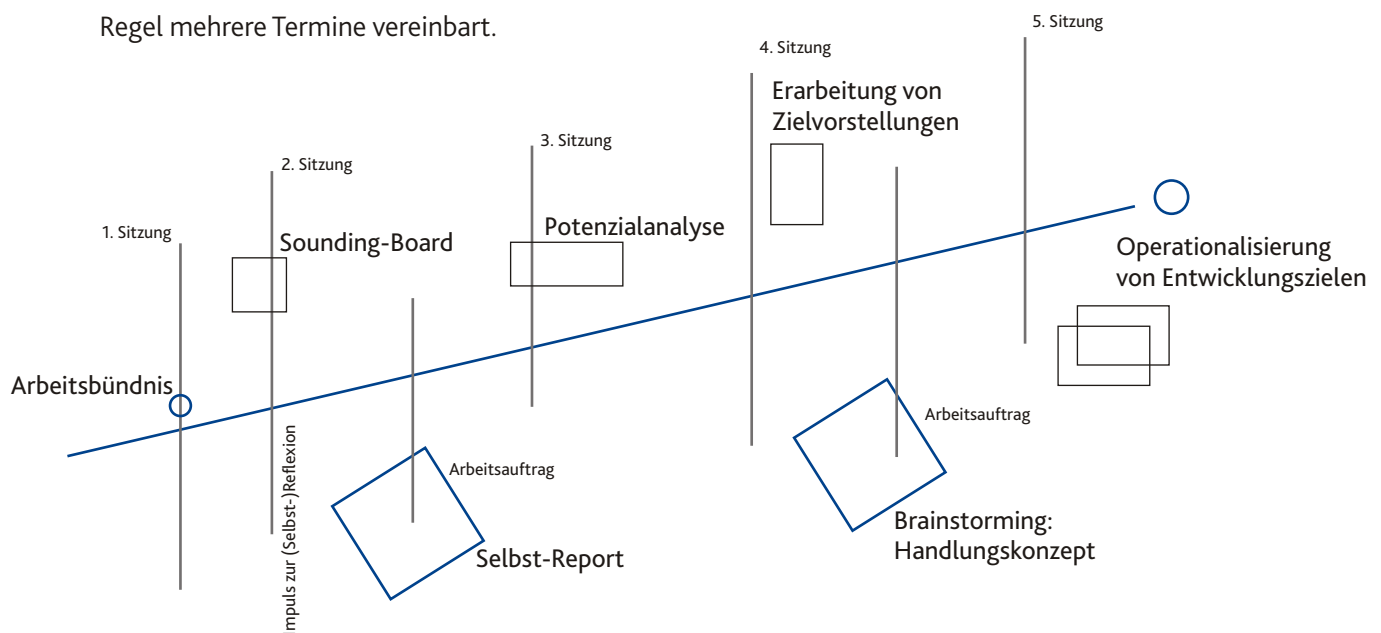 Regel mehrere Termine vereinbart.
5. Sitzung
4. Sitzung
Erarbeitung von
Zielvorstellungen
3. Sitzung
2. Sitzung
1. Sitzung
Sounding-Board
Potenzialanalyse
Operationalisierung
von Entwicklungszielen
Arbeitsbündnis
Impuls zur (Selbst-)Reflexion
Arbeitsauftrag
Selbst-Report
Arbeitsauftrag
Brainstorming:
Handlungskonzept